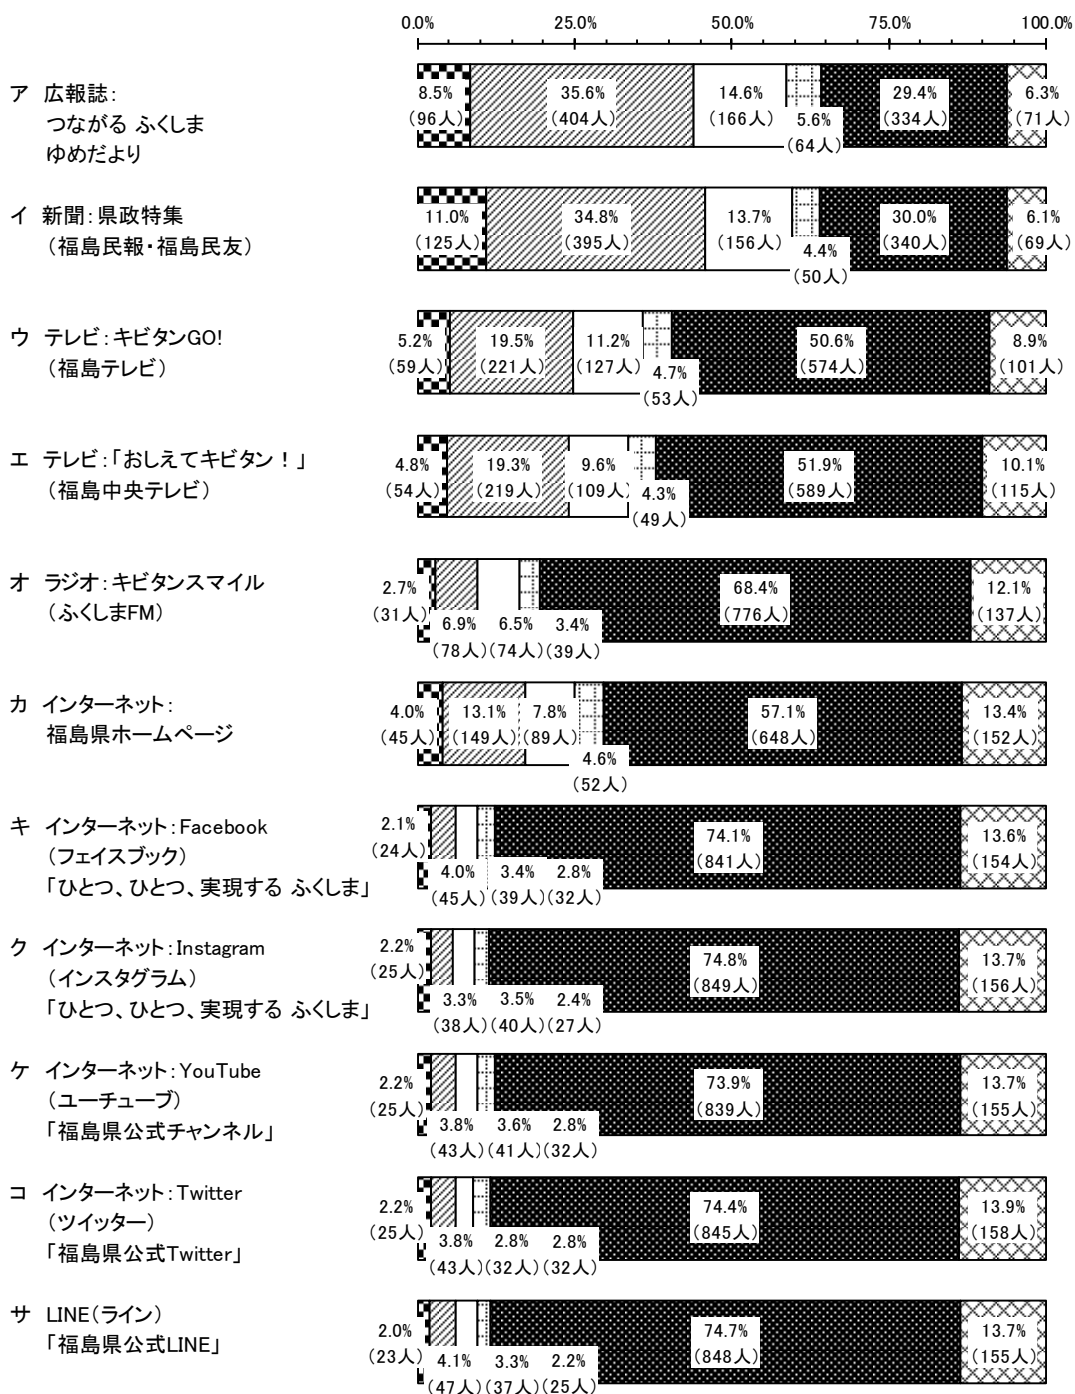 0.0% 25.0% 50.0% 75.0% 100.0%
ア 広報誌：
つながる ふくしま
ゆめだより
8.5% 35.6% 14.6% 5.6% 29.4% 6.3%
(96人) (404人) (166人) (64人) (334人) (71人)
イ 新聞：県政特集
（福島民報・福島民友）
11.0% 34.8% 13.7% 4.4% 30.0% 6.1%
(125人) (395人) (156人) (50人) (340人) (69人)
ウ テレビ：キビタンGO!
（福島テレビ）
5.2% 19.5% 11.2% 4.7% 50.6% 8.9%
(59人) (221人) (127人) (53人) (574人) (101人)
エ テレビ：「おしえてキビタン！」
（福島中央テレビ）
4.8% 19.3% 9.6% 4.3% 51.9% 10.1%
(54人) (219人) (109人) (49人) (589人) (115人)
オ ラジオ：キビタンスマイル
（ふくしまFM）
2.7% 6.9% 6.5% 3.4% 68.4% 12.1%
(31人) (78人) (74人) (39人) (776人) (137人)
カ インターネット：
福島県ホームページ
4.0% 13.1% 7.8% 4.6% 57.1% 13.4%
(45人) (149人) (89人) (52人) (648人) (152人)
キ インターネット：Facebook
（フェイスブック）
「ひとつ、ひとつ、実現する ふくしま」
2.1% 4.0% 3.4% 2.8% 74.1% 13.6%
(24人) (45人) (39人) (32人) (841人) (154人)
ク インターネット：Instagram
（インスタグラム）
「ひとつ、ひとつ、実現する ふくしま」
2.2% 3.3% 3.5% 2.4% 74.8% 13.7%
(25人) (38人) (40人) (27人) (849人) (156人)
ケ インターネット：YouTube
（ユーチューブ）
「福島県公式チャンネル」
2.2% 3.8% 3.6% 2.8% 73.9% 13.7%
(25人) (43人) (41人) (32人) (839人) (155人)
コ インターネット：Twitter
（ツイッター）
「福島県公式Twitter」
2.2% 3.8% 2.8% 2.8% 74.4% 13.9%
(25人) (43人) (32人) (32人) (845人) (158人)
サ LINE（ライン）
「福島県公式LINE」
2.0% 4.1% 3.3% 2.2% 74.7% 13.7%
(23人) (47人) (37人) (25人) (848人) (155人)